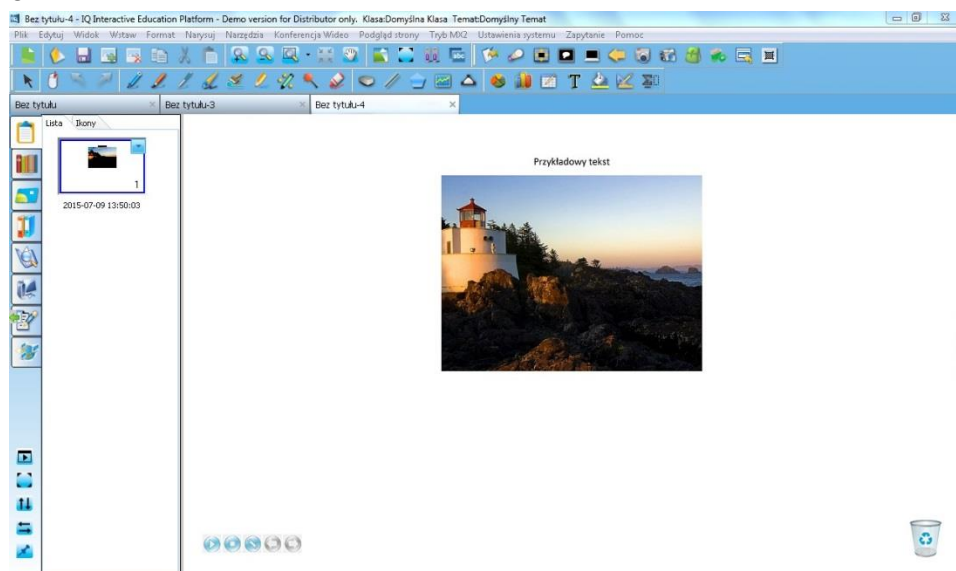 Bez tytułu-4 - IQ Interactive Education Platform - Demo version for Distributor only. Klasa:Domyślna Klasa Temat:Domyślny Temat
Plik Edytuj Widok Wstaw Format Narysuj Narzędzia Konferencja Wideo Podgląd strony Tryb MX2 Ustawienia systemu Zapytanie Pomoc
Bez tytułu Bez tytułu-3 Bez tytułu-4
Lista Ikony
1
2015-07-09 13:50:03
Przykładowy tekst